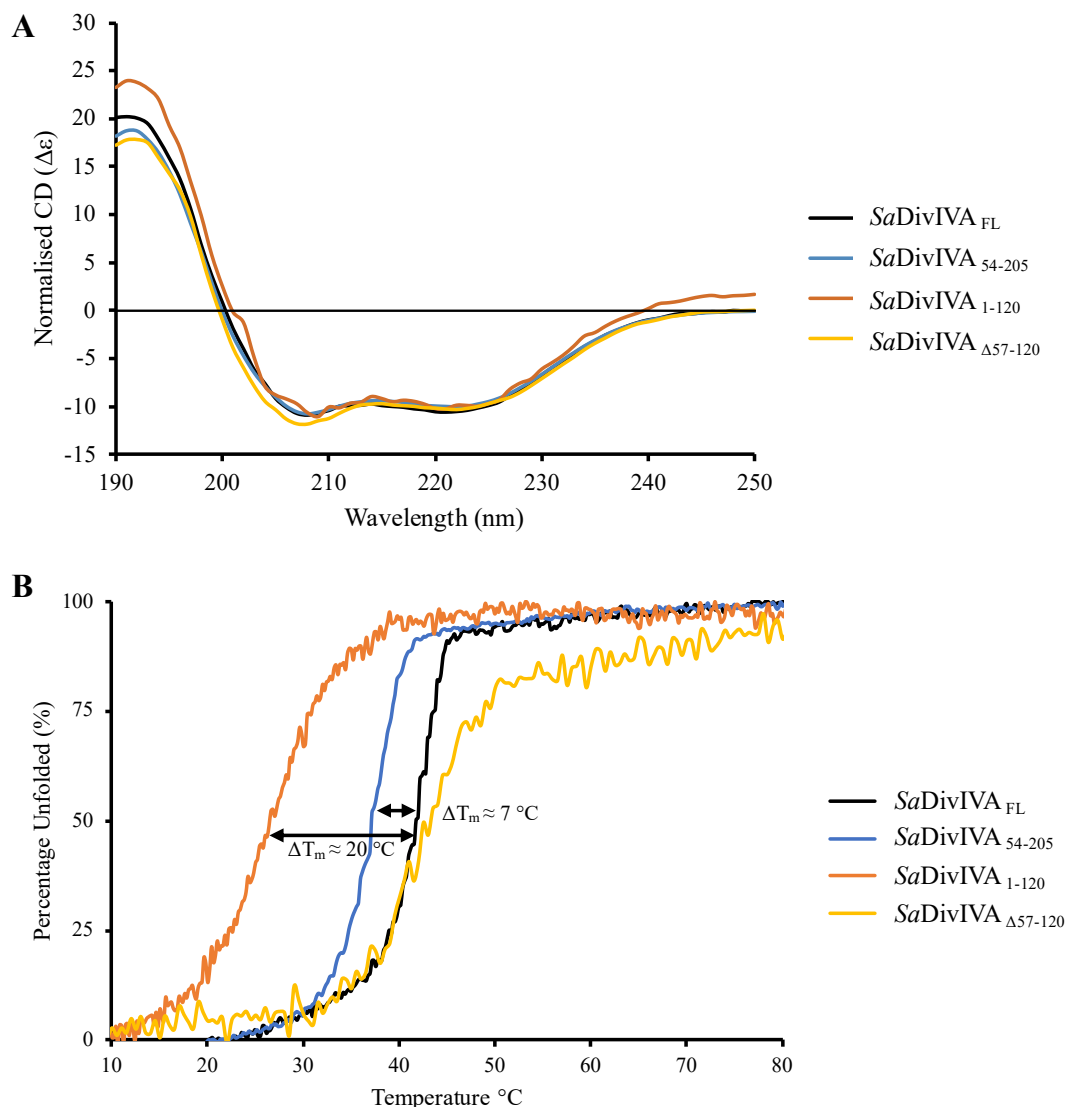 A
Normalised CD (Δε)
30
25
20
15
10
5
0
-5
-10
-15
190
200
210
220
230
240
250
Wavelength (nm)
SaDivIVA FL
SaDivIVA 54-205
SaDivIVA 1-120
SaDivIVA Δ57-120
B
Percentage Unfolded (%)
100
75
50
25
0
ΔTm ≈ 7 °C
ΔTm ≈ 20 °C
10
20
30
40
50
60
70
80
Temperature °C
SaDivIVA FL
SaDivIVA 54-205
SaDivIVA 1-120
SaDivIVA Δ57-120